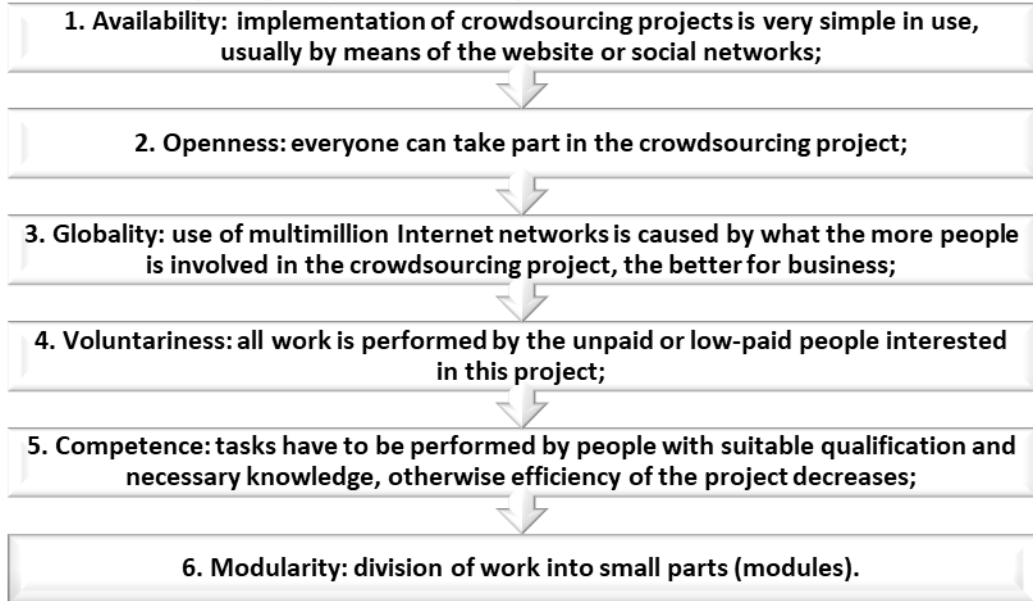 1. Availability: implementation of crowdsourcing projects is very simple in use,
usually by means of the website or social networks;
2. Openness: everyone can take part in the crowdsourcing project;
3. Globality: use of multimillion Internet networks is caused by what the more people
is involved in the crowdsourcing project, the better for business;
4. Voluntariness: all work is performed by the unpaid or low-paid people interested
in this project;
5. Competence: tasks have to be performed by people with suitable qualification and
necessary knowledge, otherwise efficiency of the project decreases;
6. Modularity: division of work into small parts (modules).